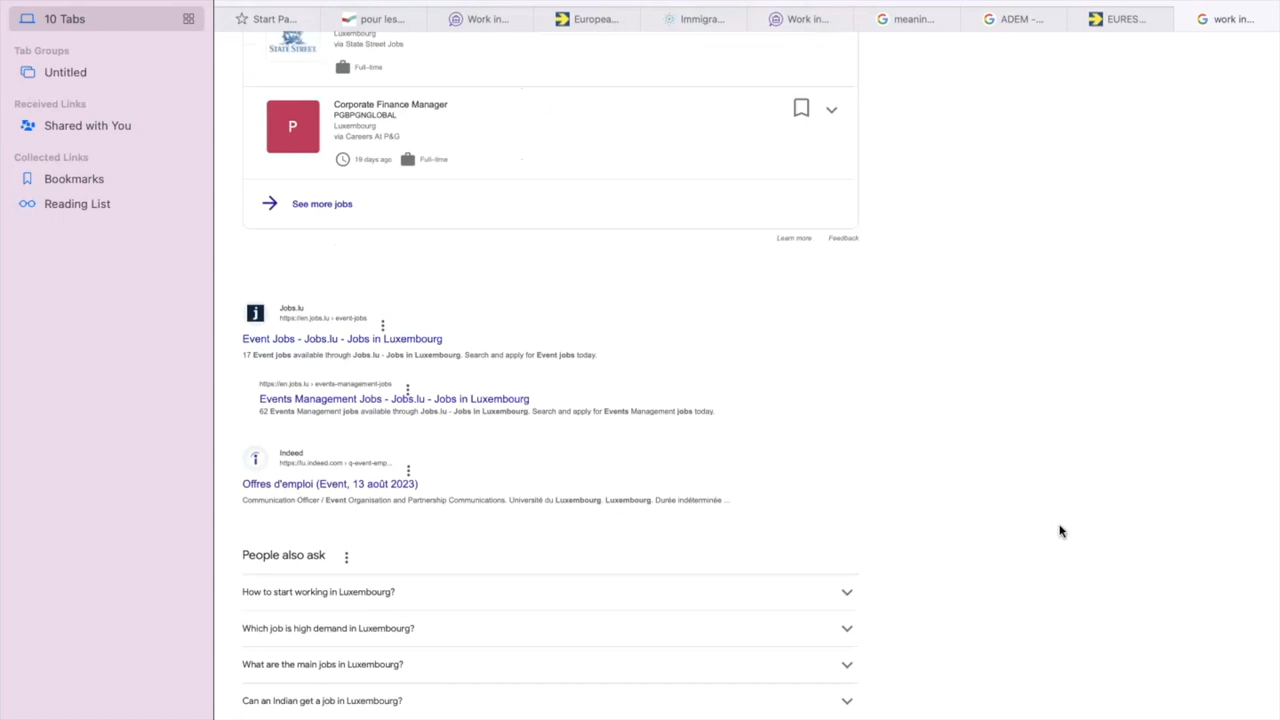 10 Tabs
Tab Groups
Untitled
Received Links
Shared with You
Collected Links
Bookmarks
Reading List
Start Pa...
pour les...
Work in...
Europea...
Immigra...
Work in...
meanin...
ADEM -...
EURES...
work in...
STATE STREET
Luxembourg
via State Street Jobs
Full-time
P
Corporate Finance Manager
PGBPGNGLOBAL
Luxembourg
via Careers At P&G
19 days ago
Full-time
See more jobs
Learn more
Feedback
Jobs.lu
https://en.jobs.lu › event-jobs
Event Jobs - Jobs.lu - Jobs in Luxembourg
17 Event jobs available through Jobs.lu - Jobs in Luxembourg. Search and apply for Event jobs today.
https://en.jobs.lu › events-management-jobs
Events Management Jobs - Jobs.lu - Jobs in Luxembourg
62 Events Management jobs available through Jobs.lu - Jobs in Luxembourg. Search and apply for Events Management jobs today.
Indeed
https://lu.indeed.com › q-event-emp...
Offres d'emploi (Event, 13 août 2023)
Communication Officer / Event Organisation and Partnership Communications. Université du Luxembourg. Luxembourg. Durée indéterminée ...
People also ask
How to start working in Luxembourg?
Which job is high demand in Luxembourg?
What are the main jobs in Luxembourg?
Can an Indian get a job in Luxembourg?